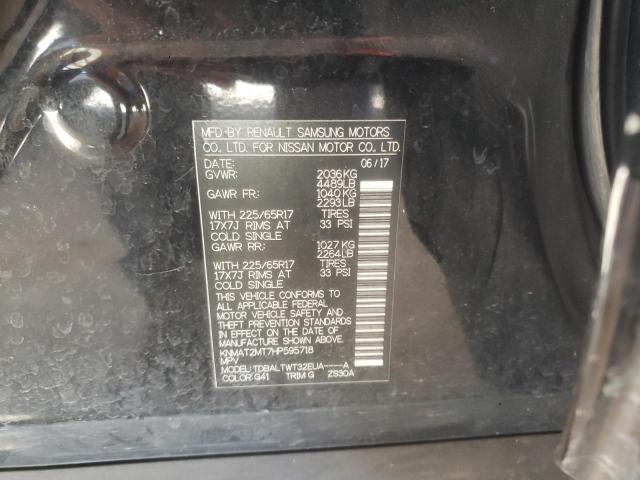 MFD BY RENAULT SAMSUNG MOTORS
CO. LTD. FOR NISSAN MOTOR CO. LTD.
DATE: 06/17
GVWR: 2036KG
4489LB
GAWR FR: 1040 KG
2293LB
WITH 225/65R17 TIRES
17X7J RIMS AT 33 PSI
COLD SINGLE
GAWR RR: 1027 KG
2264LB
WITH 225/65R17 TIRES
17X7J RIMS AT 33 PSI
COLD SINGLE
THIS VEHICLE CONFORMS TO
ALL APPLICABLE FEDERAL
MOTOR VEHICLE SAFETY AND
THEFT PREVENTION STANDARDS
IN EFFECT ON THE DATE OF
MANUFACTURE SHOWN ABOVE.
KNMAT2MT7HP595718
MPV
MODEL: TDBALTWT32EUA----A
COLOR: G41 TRIM G ZS30A